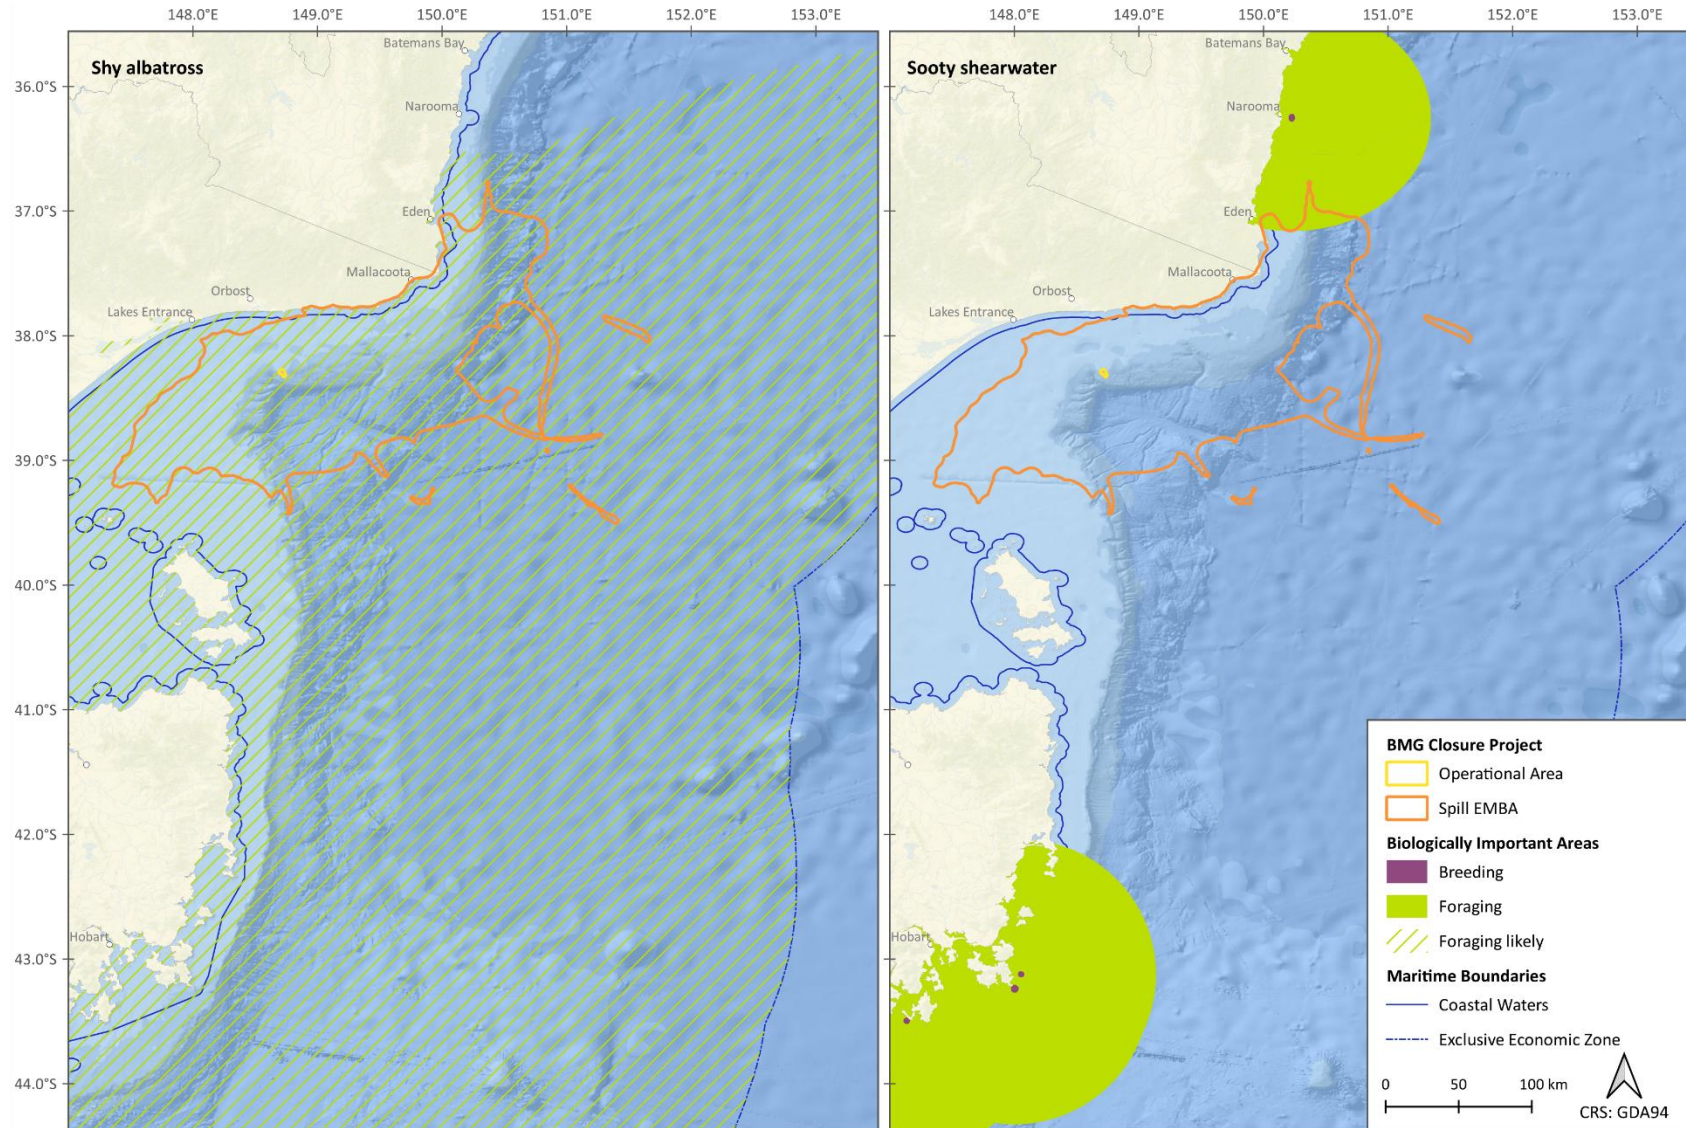 148.0°E 149.0°E 150.0°E 151.0°E 152.0°E 153.0°E 148.0°E 149.0°E 150.0°E 151.0°E 152.0°E 153.0°E
Shy albatross
Batemans Bay
36.0°S
Narooma
37.0°S
Eden
Mallacoota
Orbost
Lakes Entrance
38.0°S
39.0°S
40.0°S
41.0°S
42.0°S
Hobart
43.0°S
44.0°S
Sooty shearwater
Batemans Bay
Narooma
Eden
Mallacoota
Orbost
Lakes Entrance
Hobart
BMG Closure Project
Operational Area
Spill EMBA
Biologically Important Areas
Breeding
Foraging
Foraging likely
Maritime Boundaries
Coastal Waters
Exclusive Economic Zone
0 50 100 km
CRS: GDA94